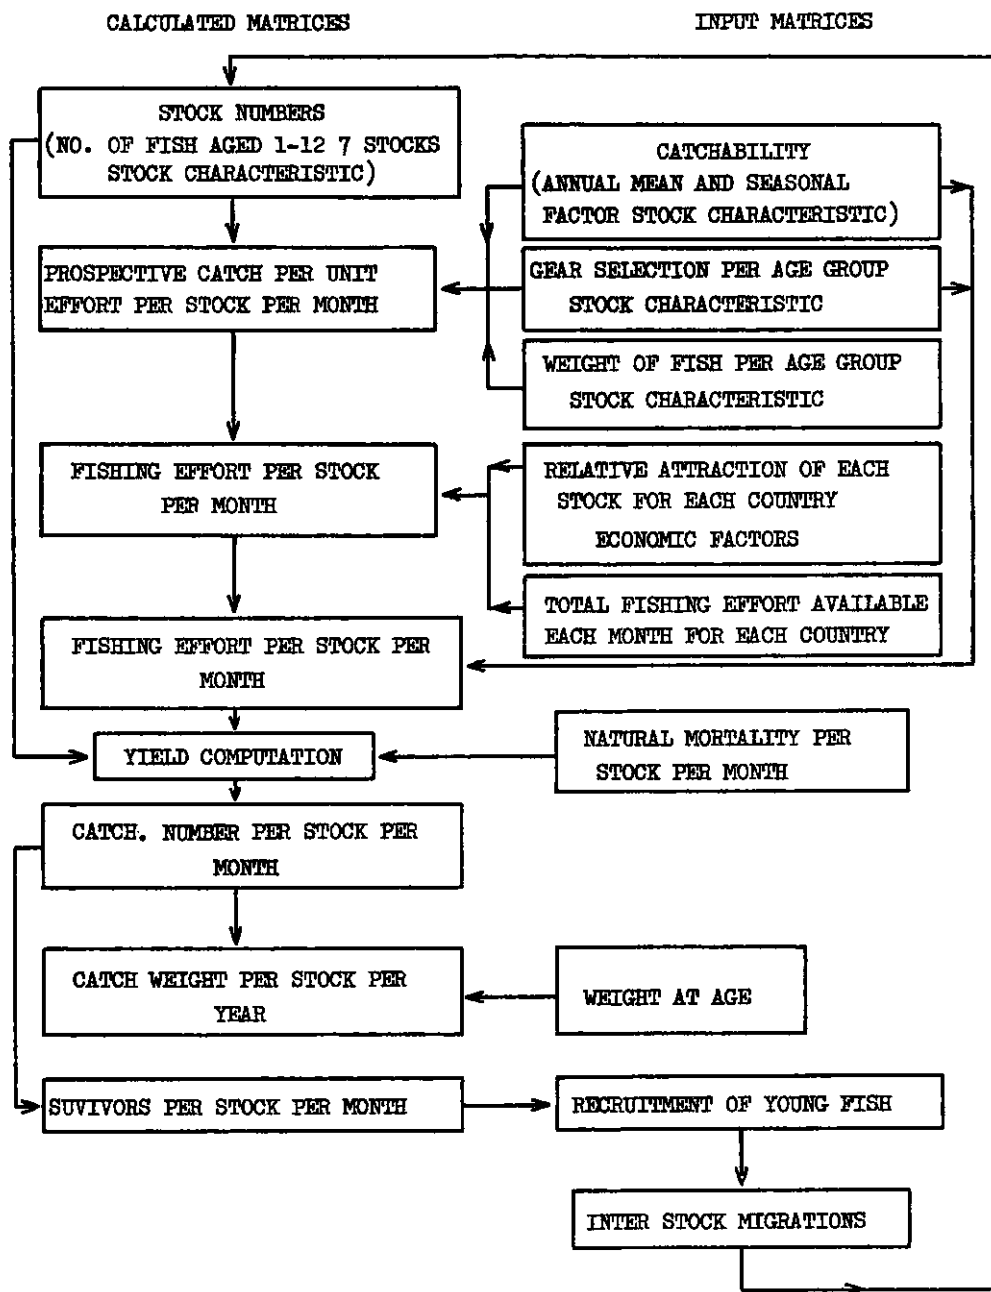 CALCULATED MATRICES
INPUT MATRICES
STOCK NUMBERS
(NO. OF FISH AGED 1-12 7 STOCKS
STOCK CHARACTERISTIC)
CATCHABILITY
(ANNUAL MEAN AND SEASONAL
FACTOR STOCK CHARACTERISTIC)
PROSPECTIVE CATCH PER UNIT
EFFORT PER STOCK PER MONTH
GEAR SELECTION PER AGE GROUP
STOCK CHARACTERISTIC
WEIGHT OF FISH PER AGE GROUP
STOCK CHARACTERISTIC
FISHING EFFORT PER STOCK
PER MONTH
RELATIVE ATTRACTION OF EACH
STOCK FOR EACH COUNTRY
ECONOMIC FACTORS
TOTAL FISHING EFFORT AVAILABLE
EACH MONTH FOR EACH COUNTRY
FISHING EFFORT PER STOCK PER
MONTH
YIELD COMPUTATION
NATURAL MORTALITY PER
STOCK PER MONTH
CATCH. NUMBER PER STOCK PER
MONTH
CATCH WEIGHT PER STOCK PER
YEAR
WEIGHT AT AGE
SUVIVORS PER STOCK PER MONTH
RECRUITMENT OF YOUNG FISH
INTER STOCK MIGRATIONS